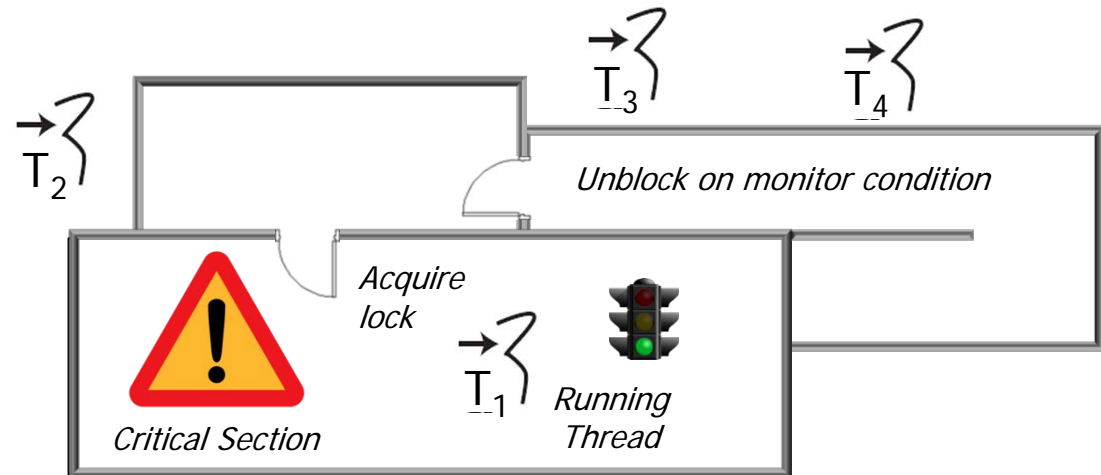 T3
T4
T2
Unblock on monitor condition
Acquire
lock
T1
Running
Thread
Critical Section